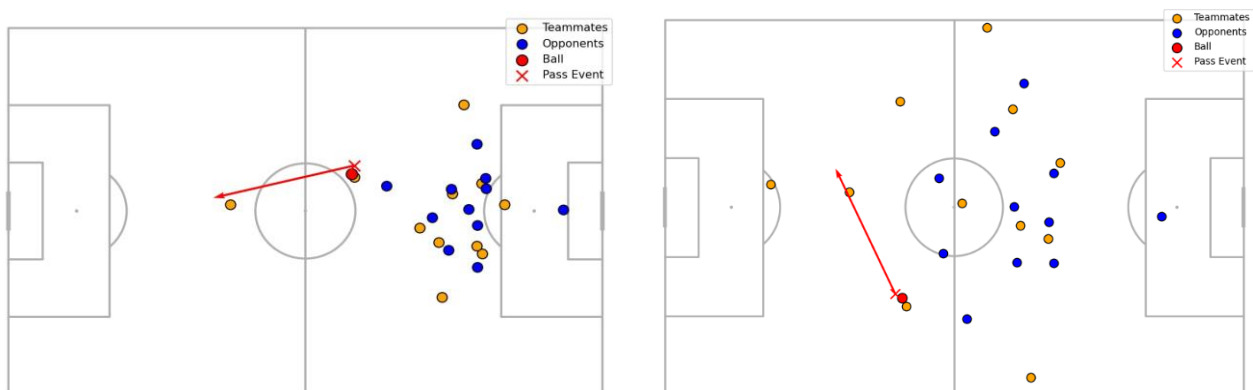 Teammates
Opponents
Ball
Pass Event
Teammates
Opponents
Ball
Pass Event